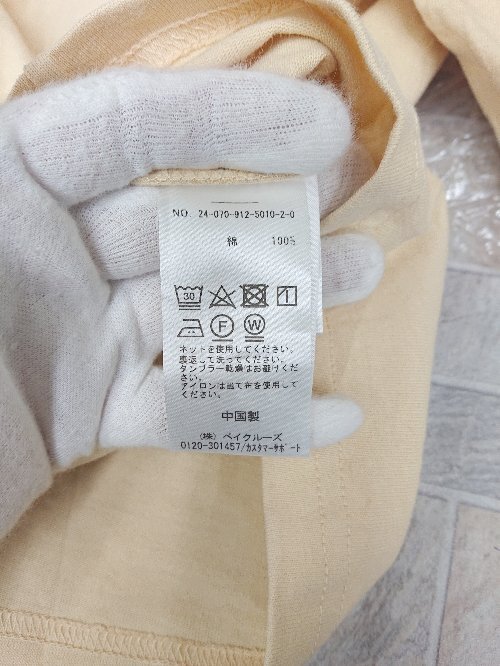 NO. 24-070-912-5010-2-0
綿 100%
30
F W
ネットを使用してください。
裏返して洗ってください。
タンブラー乾燥はお避けください。
アイロンは当て布を使用してください。
中国製
(株) ベイクルーズ
0120-301457/カスタマーサポート